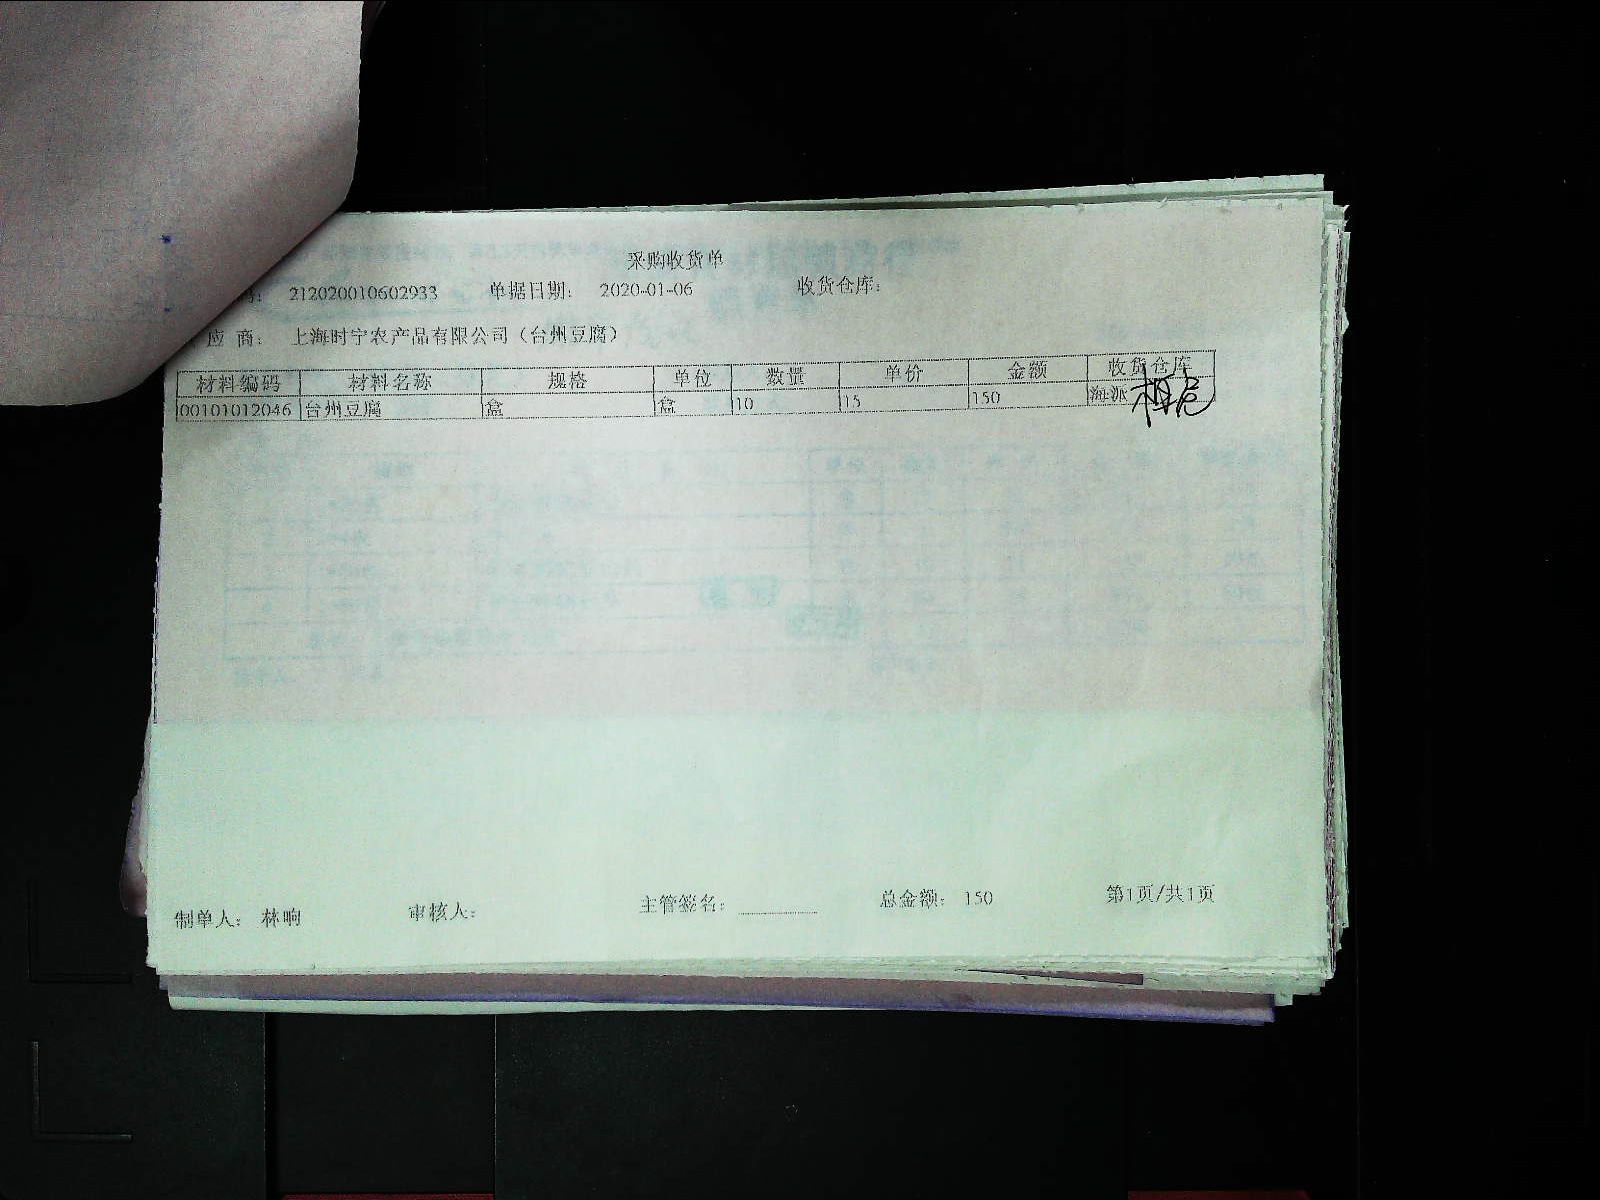 采购收货单
号： 212020010602933 单据日期： 2020-01-06 收货仓库：
应 商： 上海时宁农产品有限公司（台州豆腐）
材料编码 材料名称 规格 单位 数量 单价 金额 收货仓库
00101012046 台州豆腐 盒 盒 10 15 150 海派
制单人： 林响 审核人： 主管签名： 总金额： 150 第1页/共1页